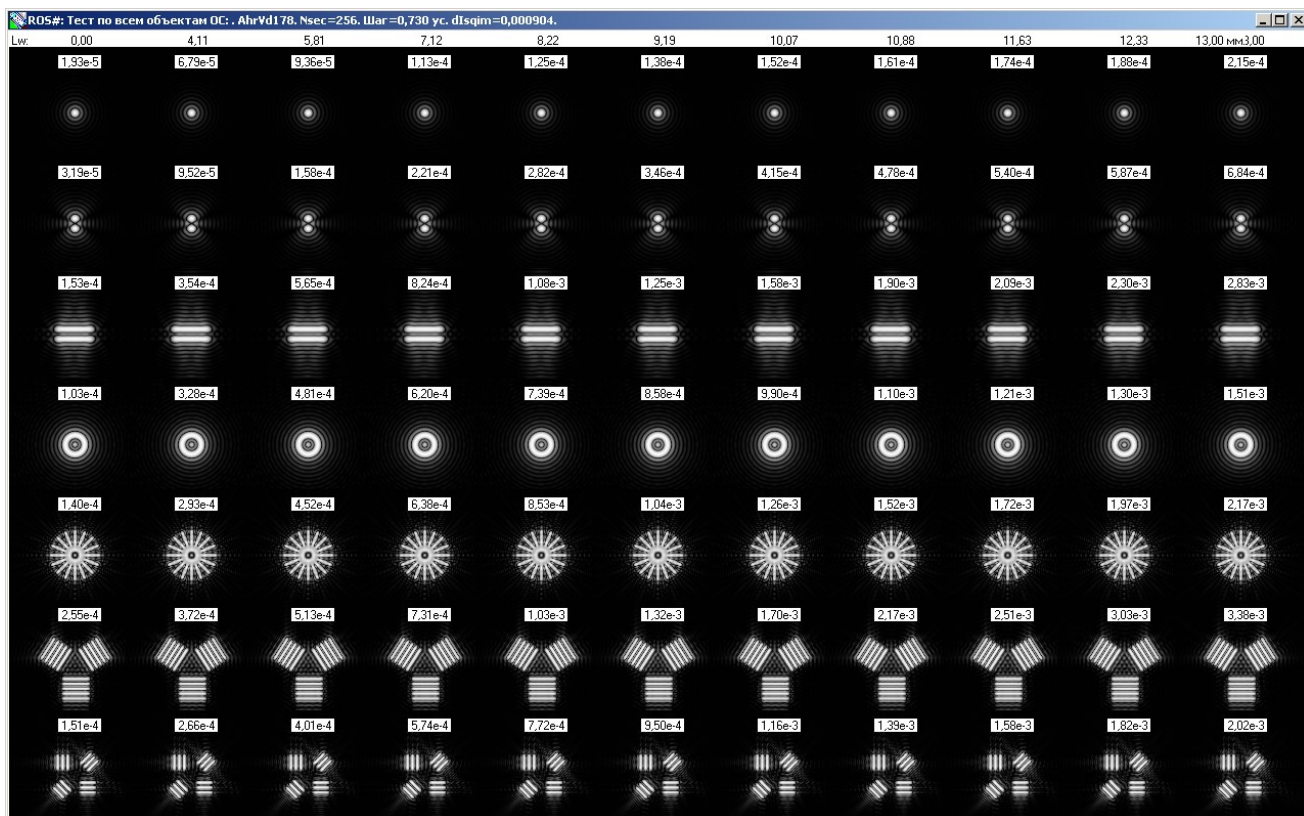 ROS#: Тест по всем объектам ОС: . AhrVd178. Nsec=256. Шаг=0,730 ус. dIsqim=0,000904.
Lw: 0,00 4,11 5,81 7,12 8,22 9,19 10,07 10,88 11,63 12,33 13,00 мм3,00
1,93e-5 6,79e-5 9,36e-5 1,13e-4 1,25e-4 1,38e-4 1,52e-4 1,61e-4 1,74e-4 1,88e-4 2,15e-4
3,19e-5 9,52e-5 1,58e-4 2,21e-4 2,82e-4 3,46e-4 4,15e-4 4,78e-4 5,40e-4 5,87e-4 6,84e-4
1,53e-4 3,54e-4 5,65e-4 8,24e-4 1,08e-3 1,25e-3 1,58e-3 1,90e-3 2,09e-3 2,30e-3 2,83e-3
1,03e-4 3,28e-4 4,81e-4 6,20e-4 7,39e-4 8,58e-4 9,90e-4 1,10e-3 1,21e-3 1,30e-3 1,51e-3
1,40e-4 2,93e-4 4,52e-4 6,38e-4 8,53e-4 1,04e-3 1,26e-3 1,52e-3 1,72e-3 1,97e-3 2,17e-3
2,55e-4 3,72e-4 5,13e-4 7,31e-4 1,03e-3 1,32e-3 1,70e-3 2,17e-3 2,51e-3 3,03e-3 3,38e-3
1,51e-4 2,66e-4 4,01e-4 5,74e-4 7,72e-4 9,50e-4 1,16e-3 1,39e-3 1,58e-3 1,82e-3 2,02e-3